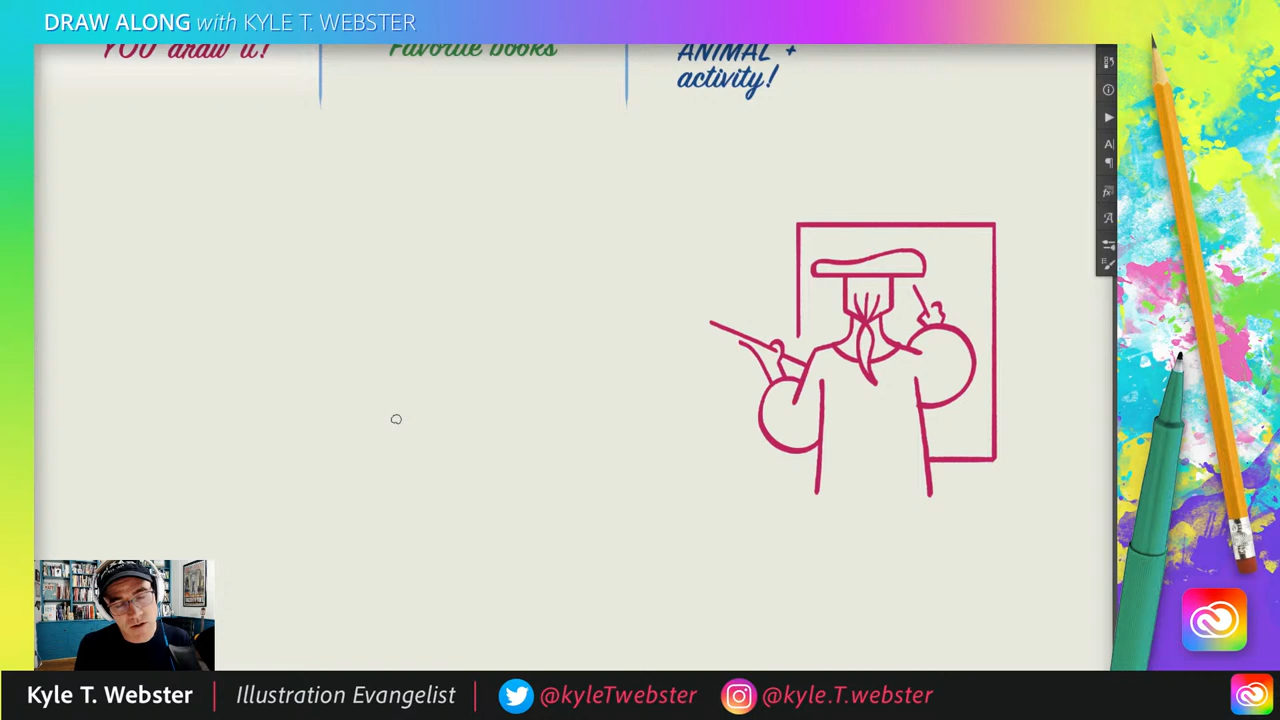 DRAW ALONG with KYLE T. WEBSTER
YOU draw it!
Favorite books
ANIMAL +
activity!
Kyle T. Webster | Illustration Evangelist | @kyleTwebster @kyle.T.webster